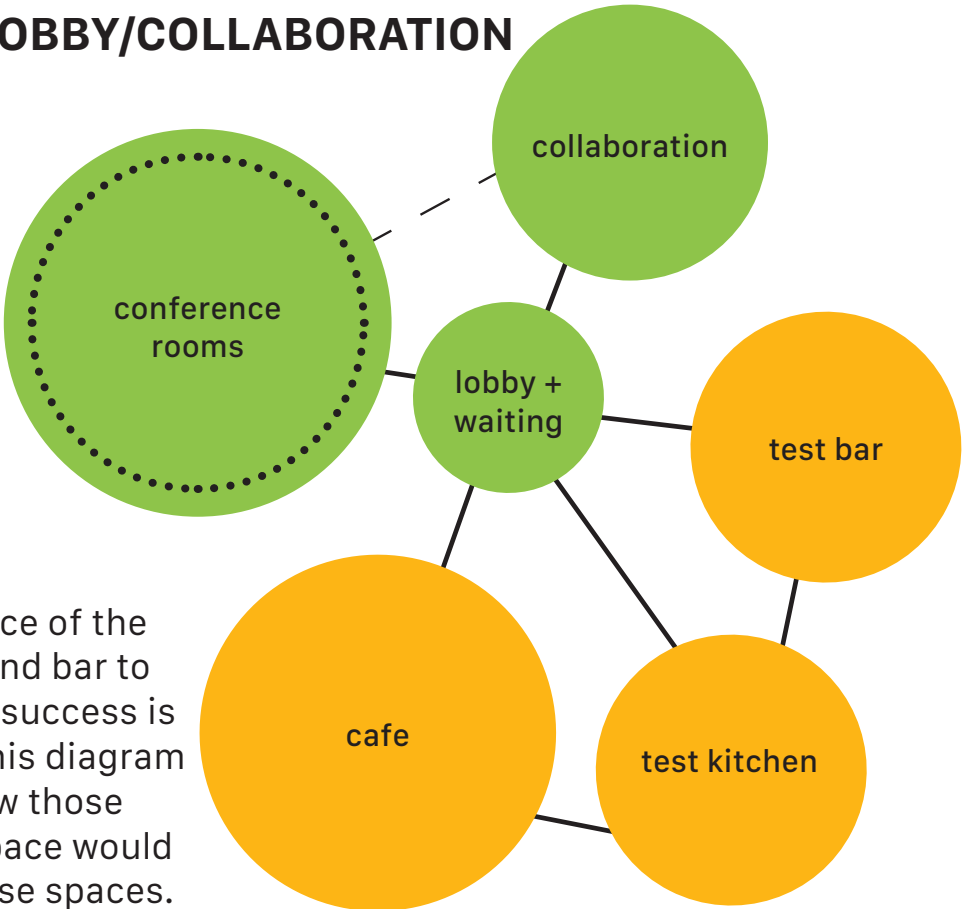 OBBY/COLLABORATION
collaboration
conference
rooms
lobby +
waiting
test bar
ce of the
nd bar to
success is
his diagram
w those
pace would
se spaces.
cafe
test kitchen